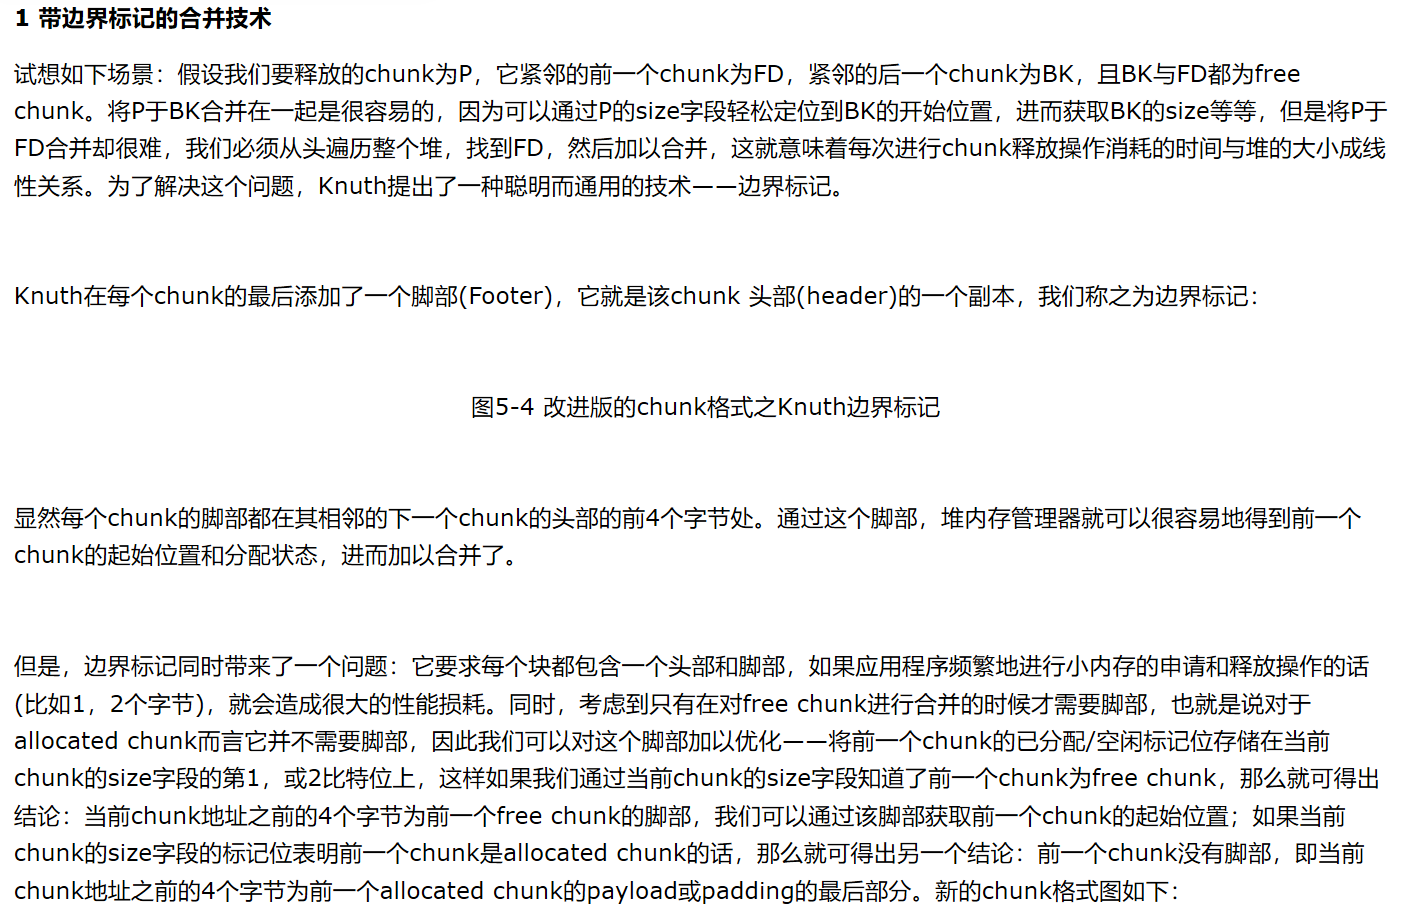 1 带边界标记的合并技术
试想如下场景：假设我们要释放的chunk为P，它紧邻的前一个chunk为FD，紧邻的后一个chunk为BK，且BK与FD都为free
chunk。将P于BK合并在一起是很容易的，因为可以通过P的size字段轻松定位到BK的开始位置，进而获取BK的size等等，但是将P于
FD合并却很难，我们必须从头遍历整个堆，找到FD，然后加以合并，这就意味着每次进行chunk释放操作消耗的时间与堆的大小成线
性关系。为了解决这个问题，Knuth提出了一种聪明而通用的技术——边界标记。
Knuth在每个chunk的最后添加了一个脚部(Footer)，它就是该chunk 头部(header)的一个副本，我们称之为边界标记：
图5-4 改进版的chunk格式之Knuth边界标记
显然每个chunk的脚部都在其相邻的下一个chunk的头部的前4个字节处。通过这个脚部，堆内存管理器就可以很容易地得到前一个
chunk的起始位置和分配状态，进而加以合并了。
但是，边界标记同时带来了一个问题：它要求每个块都包含一个头部和脚部，如果应用程序频繁地进行小内存的申请和释放操作的话
(比如1，2个字节)，就会造成很大的性能损耗。同时，考虑到只有在对free chunk进行合并的时候才需要脚部，也就是说对于
allocated chunk而言它并不需要脚部，因此我们可以对这个脚部加以优化——将前一个chunk的已分配/空闲标记位存储在当前
chunk的size字段的第1，或2比特位上，这样如果我们通过当前chunk的size字段知道了前一个chunk为free chunk，那么就可得出
结论：当前chunk地址之前的4个字节为前一个free chunk的脚部，我们可以通过该脚部获取前一个chunk的起始位置；如果当前
chunk的size字段的标记位表明前一个chunk是allocated chunk的话，那么就可得出另一个结论：前一个chunk没有脚部，即当前
chunk地址之前的4个字节为前一个allocated chunk的payload或padding的最后部分。新的chunk格式图如下：